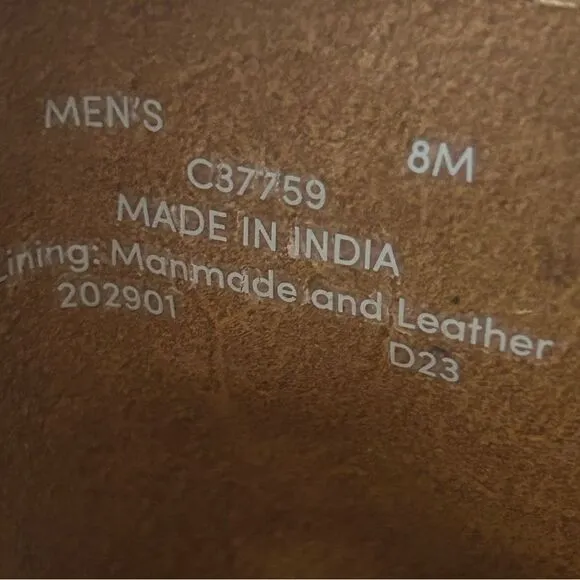 MEN'S 8M
C37759
MADE IN INDIA
Lining: Manmade and Leather
202901 D23